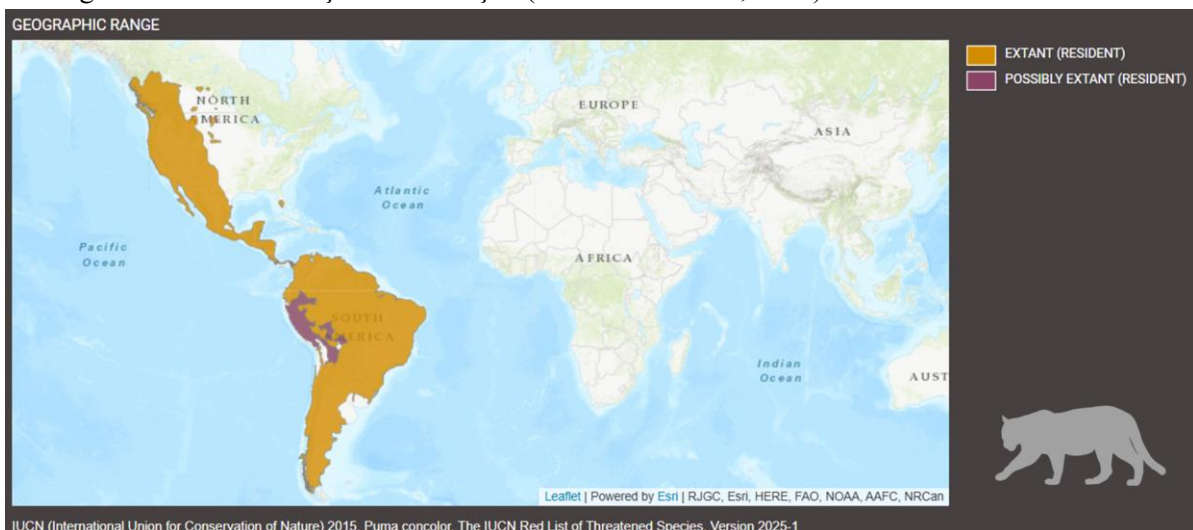 GEOGRAPHIC RANGE
EXTANT (RESIDENT)
POSSIBLY EXTANT (RESIDENT)
NORTH
AMERICA
EUROPE
ASIA
Atlantic
Ocean
Pacific
Ocean
AFRICA
SOUTH
AMERICA
Indian
Ocean
AUST
Leaflet | Powered by Esri | RJGC, Esri, HERE, FAO, NOAA, AAFC, NRCan
IUCN (International Union for Conservation of Nature) 2015. Puma concolor. The IUCN Red List of Threatened Species. Version 2025-1